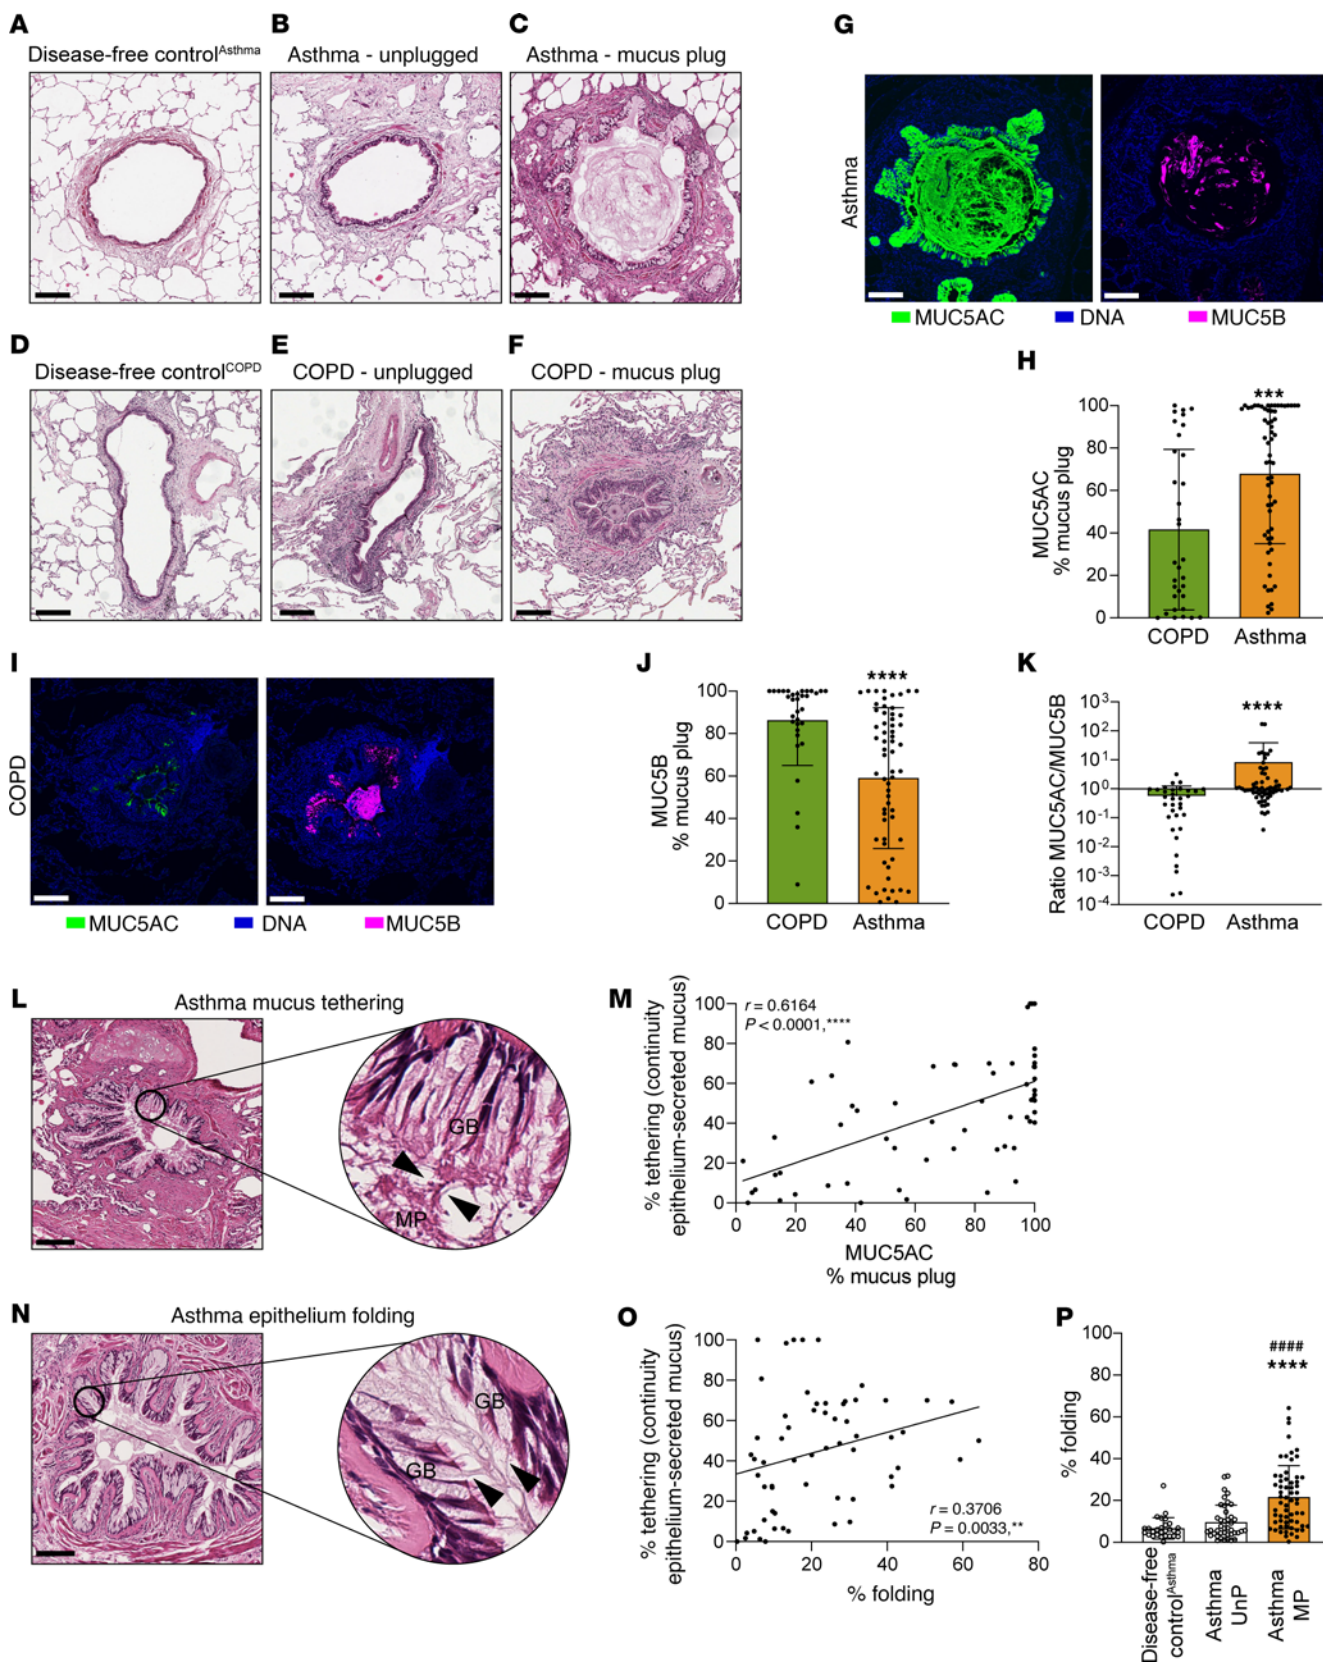 A
Disease-free control^Asthma
B
Asthma - unplugged
C
Asthma - mucus plug
G
Asthma
MUC5AC DNA MUC5B
D
Disease-free control^COPD
E
COPD - unplugged
F
COPD - mucus plug
H
MUC5AC
% mucus plug
100
80
60
40
20
0
***
COPD Asthma
I
COPD
MUC5AC DNA MUC5B
J
MUC5B
% mucus plug
100
80
60
40
20
0
****
COPD Asthma
K
Ratio MUC5AC/MUC5B
10^3
10^2
10^1
10^0
10^-1
10^-2
10^-3
10^-4
****
COPD Asthma
L
Asthma mucus tethering
GB
MP
M
% tethering (continuity
epithelium-secreted mucus)
100
80
60
40
20
0
r = 0.6164
P < 0.0001,****
0 20 40 60 80 100
MUC5AC
% mucus plug
N
Asthma epithelium folding
GB
GB
O
% tethering (continuity
epithelium-secreted mucus)
100
80
60
40
20
0
r = 0.3706
P = 0.0033,**
0 20 40 60 80
% folding
P
% folding
100
80
60
40
20
0
####
****
Disease-free
control^Asthma
Asthma
UnP
Asthma
MP